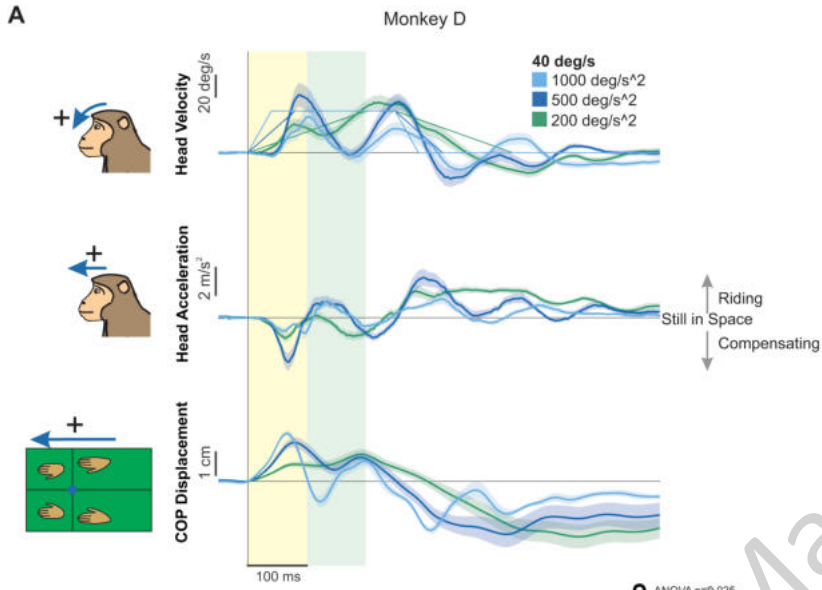 A
Monkey D
40 deg/s
1000 deg/s^2
500 deg/s^2
200 deg/s^2
Head Velocity
20 deg/s
+
Head Acceleration
2 m/s²
+
Riding
Still in Space
Compensating
COP Displacement
1 cm
+
100 ms